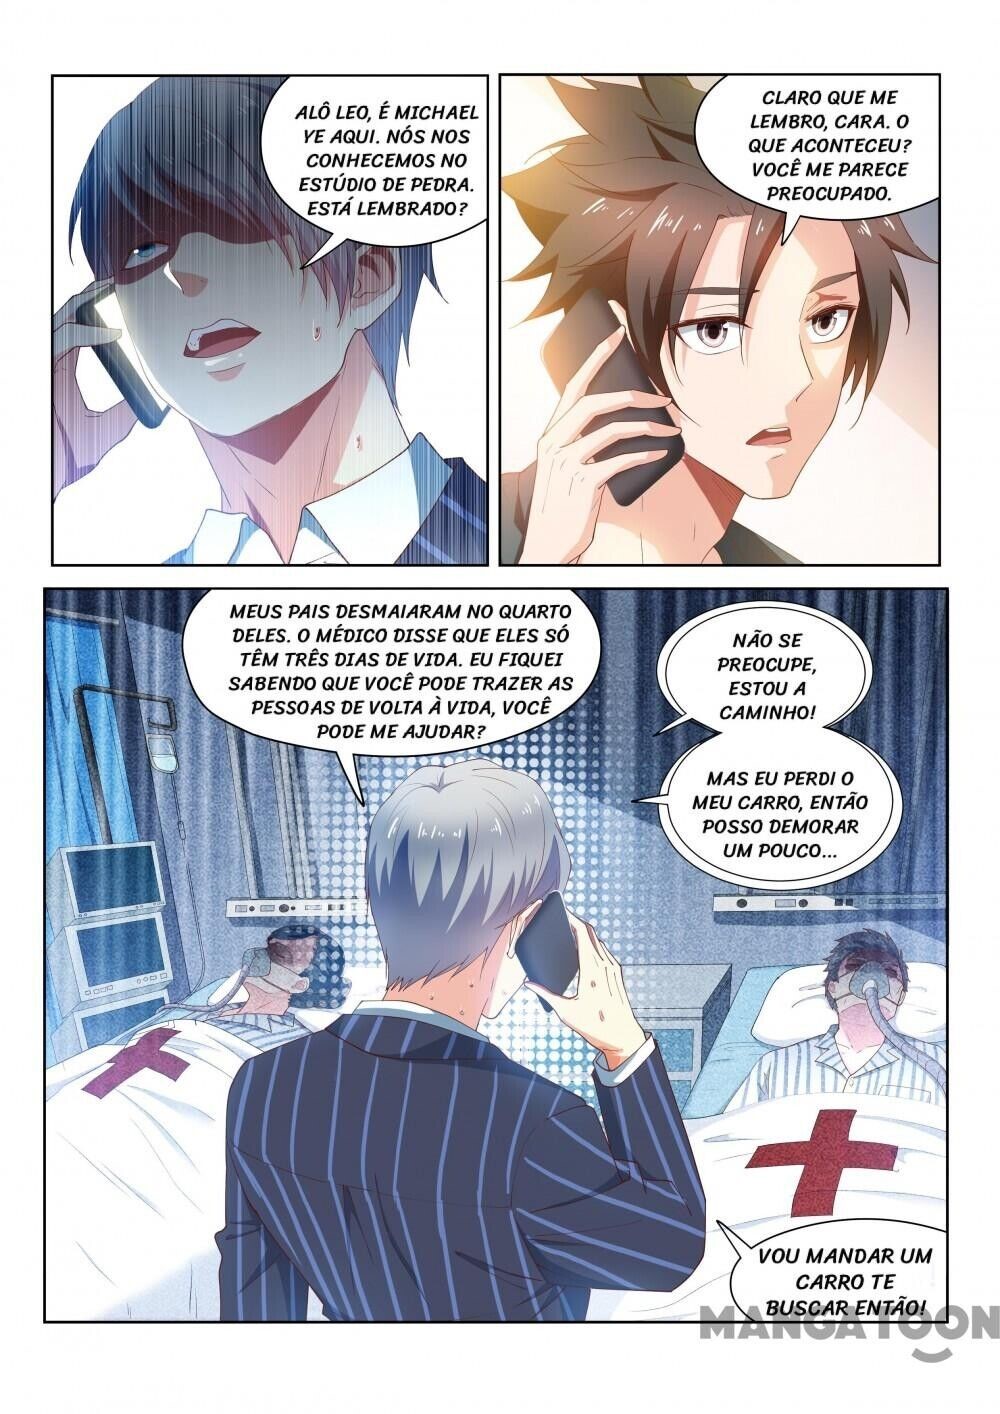 ALÔ LEO, É MICHAEL
YE AQUI. NÓS NOS
CONHECEMOS NO
ESTÚDIO DE PEDRA.
ESTÁ LEMBRADO?
CLARO QUE ME
LEMBRO, CARA. O
QUE ACONTECEU?
VOCÊ ME PARECE
PREOCUPADO.
MEUS PAIS DESMAIARAM NO QUARTO
DELES. O MÉDICO DISSE QUE ELES SÓ
TÊM TRÊS DIAS DE VIDA. EU FIQUEI
SABENDO QUE VOCÊ PODE TRAZER AS
PESSOAS DE VOLTA À VIDA, VOCÊ
PODE ME AJUDAR?
NÃO SE
PREOCUPE,
ESTOU A
CAMINHO!
MAS EU PERDI O
MEU CARRO, ENTÃO
POSSO DEMORAR
UM POUCO...
VOU MANDAR UM
CARRO TE
BUSCAR ENTÃO!
MANGATOON